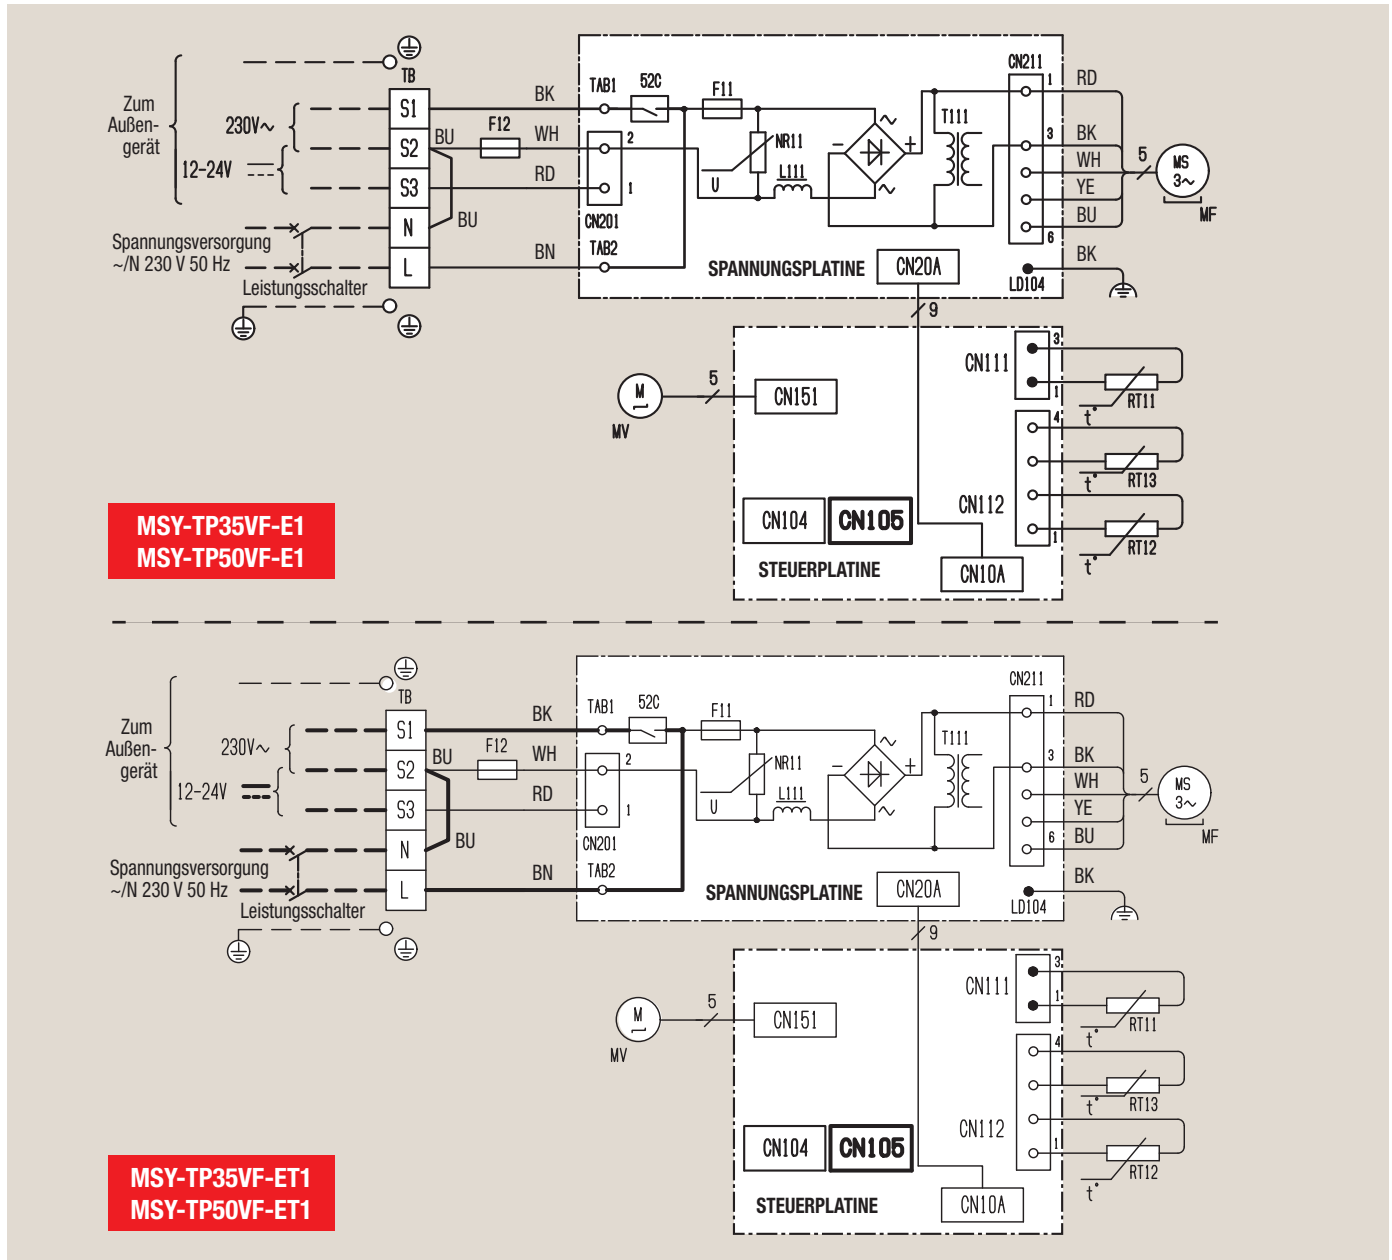 TB
CN211
TAB1
52C
F11
1
RD
Zum
Außen-
gerät
230V~
S1
BK
T111
S2
BU
F12
WH
2
NR11
3
BK
12-24V
WH
5
MS
3~
S3
RD
1
U
L111
YE
MF
N
BU
CN201
BU
6
Spannungsversorgung
~/N 230 V 50 Hz
L
BN
TAB2
SPANNUNGSPLATINE
CN20A
BK
Leistungsschalter
LD104
9
CN111
3
1
RT11
t°
M
MV
5
CN151
4
RT13
t°
CN112
CN104
CN105
1
RT12
t°
STEUERPLATINE
CN10A
MSY-TP35VF-E1
MSY-TP50VF-E1
TB
CN211
TAB1
52C
F11
1
RD
Zum
Außen-
gerät
230V~
S1
BK
T111
S2
BU
F12
WH
2
NR11
3
BK
12-24V
WH
5
MS
3~
S3
RD
1
U
L111
YE
MF
N
BU
CN201
6
BU
Spannungsversorgung
~/N 230 V 50 Hz
L
BN
TAB2
SPANNUNGSPLATINE
CN20A
BK
Leistungsschalter
LD104
9
CN111
3
1
RT11
t°
M
MV
5
CN151
4
RT13
t°
CN112
CN104
CN105
1
RT12
t°
STEUERPLATINE
CN10A
MSY-TP35VF-ET1
MSY-TP50VF-ET1